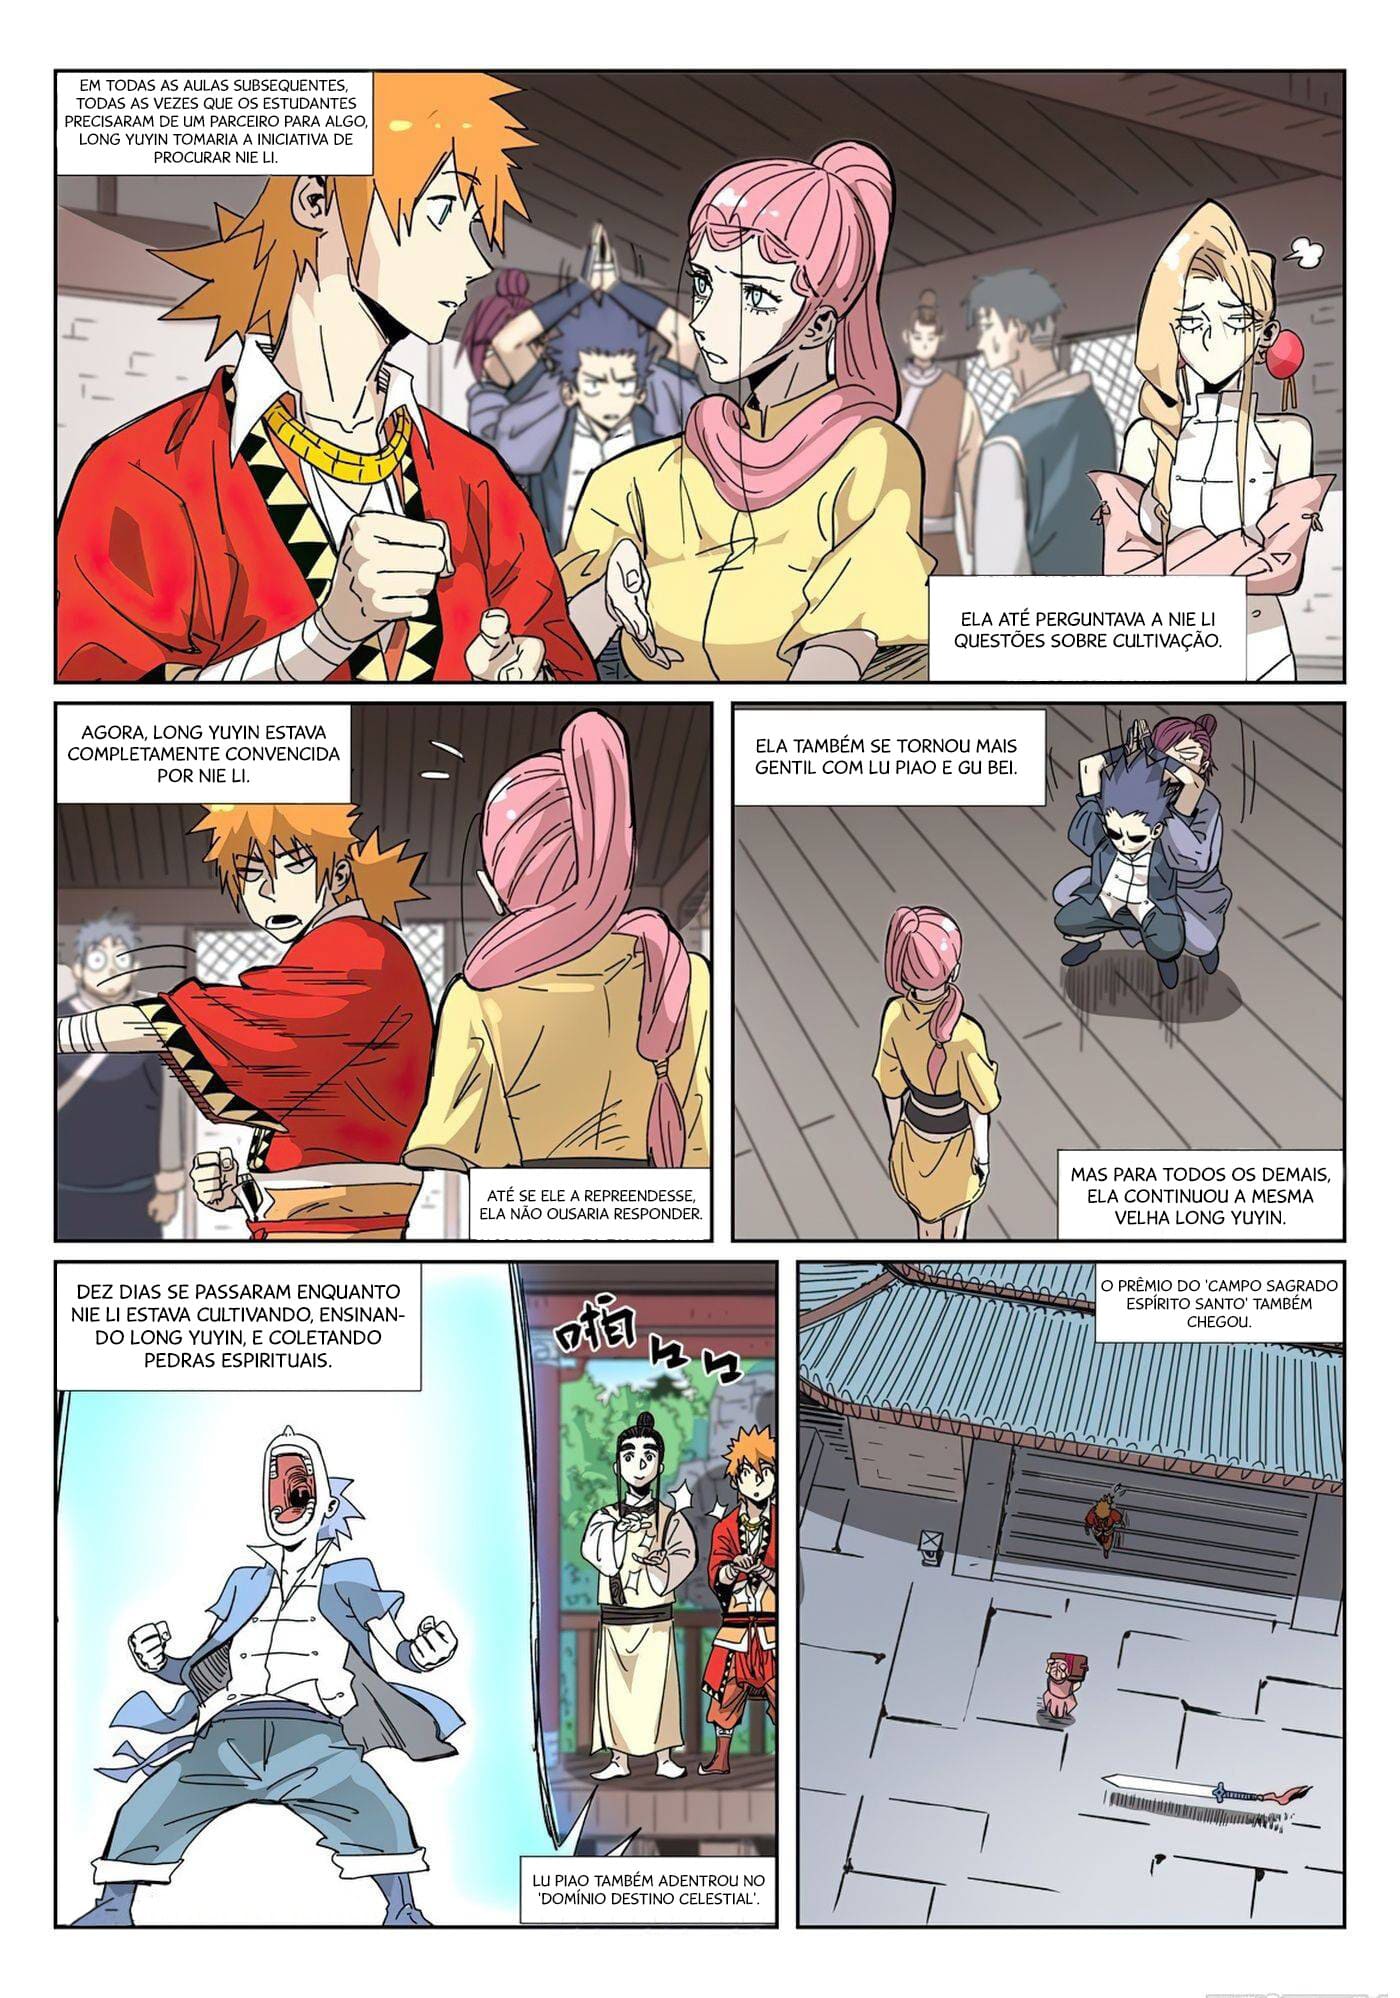 EM TODAS AS AULAS SUBSEQUENTES,
TODAS AS VEZES QUE OS ESTUDANTES
PRECISARAM DE UM PARCEIRO PARA ALGO,
LONG YUYIN TOMARIA A INICIATIVA DE
PROCURAR NIE LI.
ELA ATÉ PERGUNTAVA A NIE LI
QUESTÕES SOBRE CULTIVAÇÃO.
AGORA, LONG YUYIN ESTAVA
COMPLETAMENTE CONVENCIDA
POR NIE LI.
ATÉ SE ELE A REPREENDESSE,
ELA NÃO OUSARIA RESPONDER.
ELA TAMBÉM SE TORNOU MAIS
GENTIL COM LU PIAO E GU BEI.
MAS PARA TODOS OS DEMAIS,
ELA CONTINUOU A MESMA
VELHA LONG YUYIN.
DEZ DIAS SE PASSARAM ENQUANTO
NIE LI ESTAVA CULTIVANDO, ENSINAN-
DO LONG YUYIN, E COLETANDO
PEDRAS ESPIRITUAIS.
啪
LU PIAO TAMBÉM ADENTROU NO
'DOMÍNIO DESTINO CELESTIAL'.
O PRÊMIO DO 'CAMPO SAGRADO
ESPÍRITO SANTO' TAMBÉM
CHEGOU.